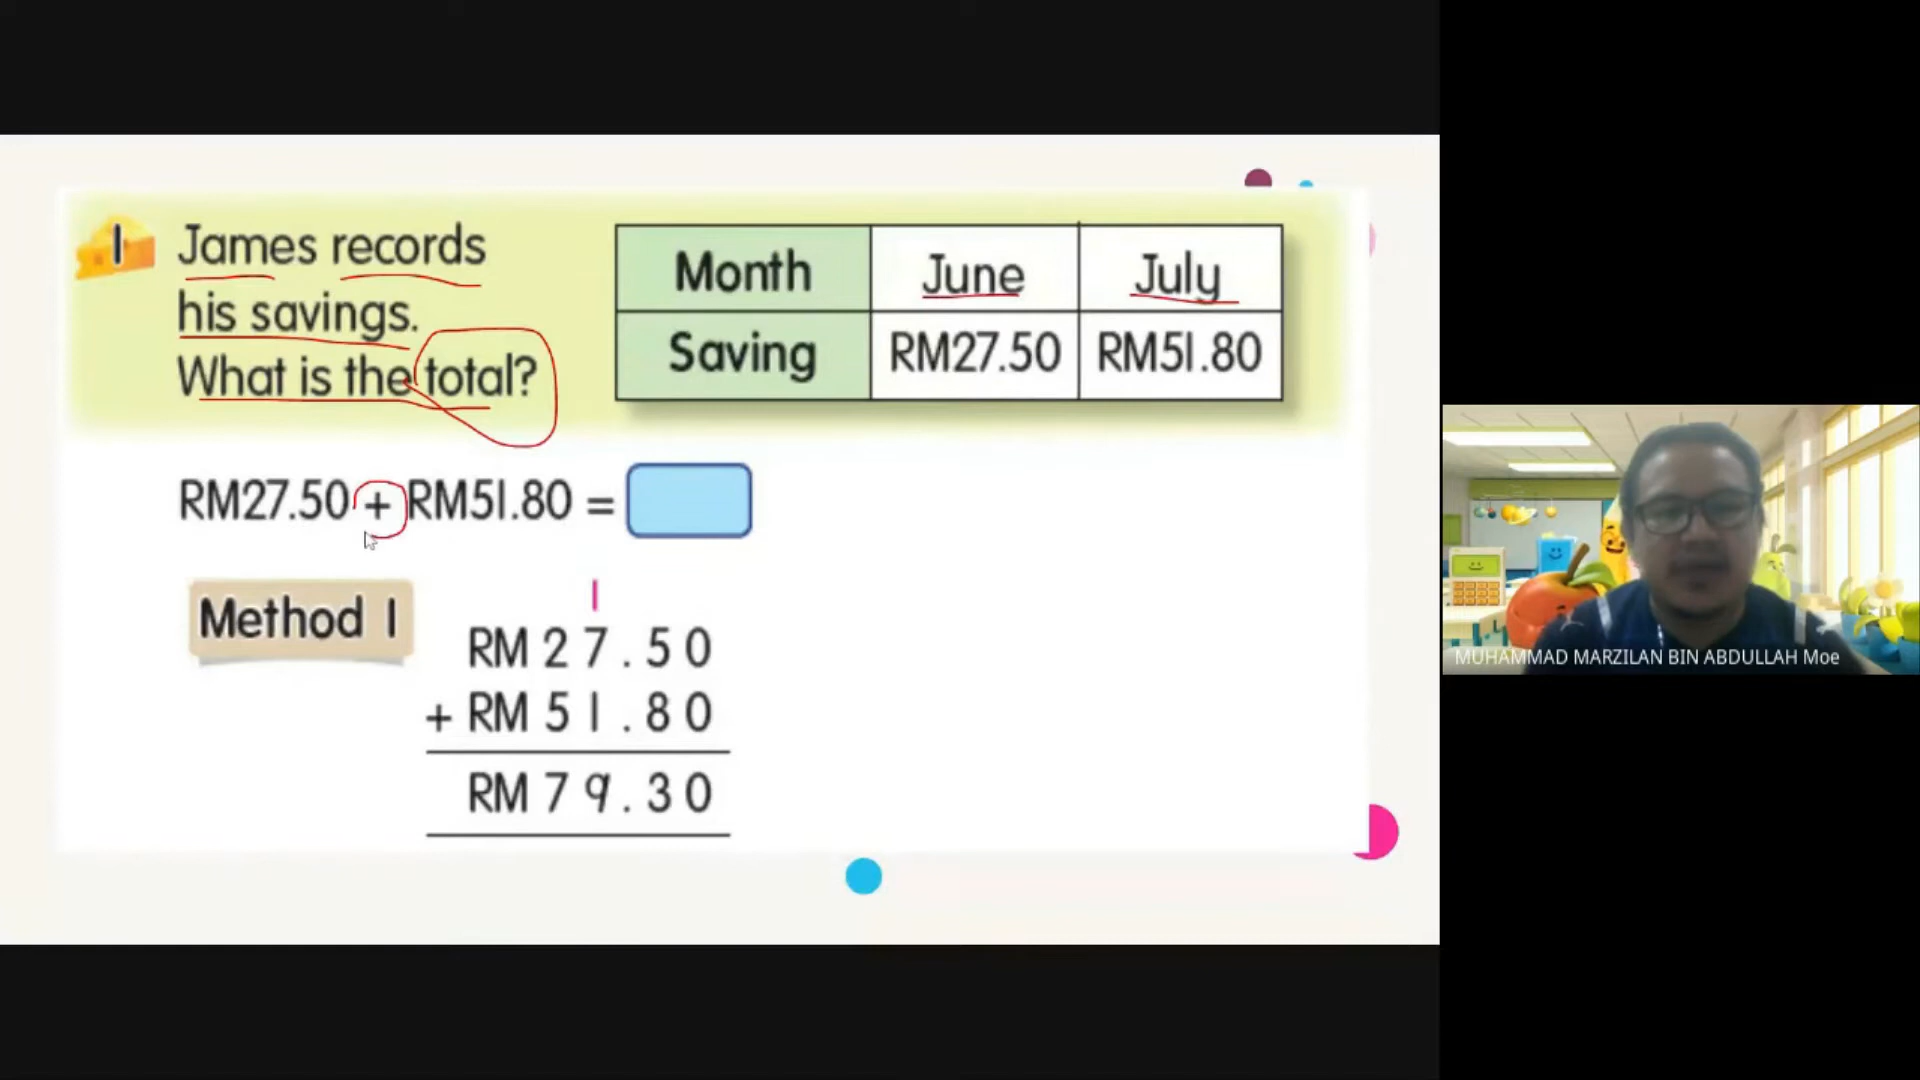 1 James records
his savings.
What is the total?
Month June July
Saving RM27.50 RM51.80
RM27.50 + RM51.80 =
Method 1
1
RM 2 7 . 5 0
+ RM 5 1 . 8 0
RM 7 9 . 3 0
MUHAMMAD MARZILAN BIN ABDULLAH Moe